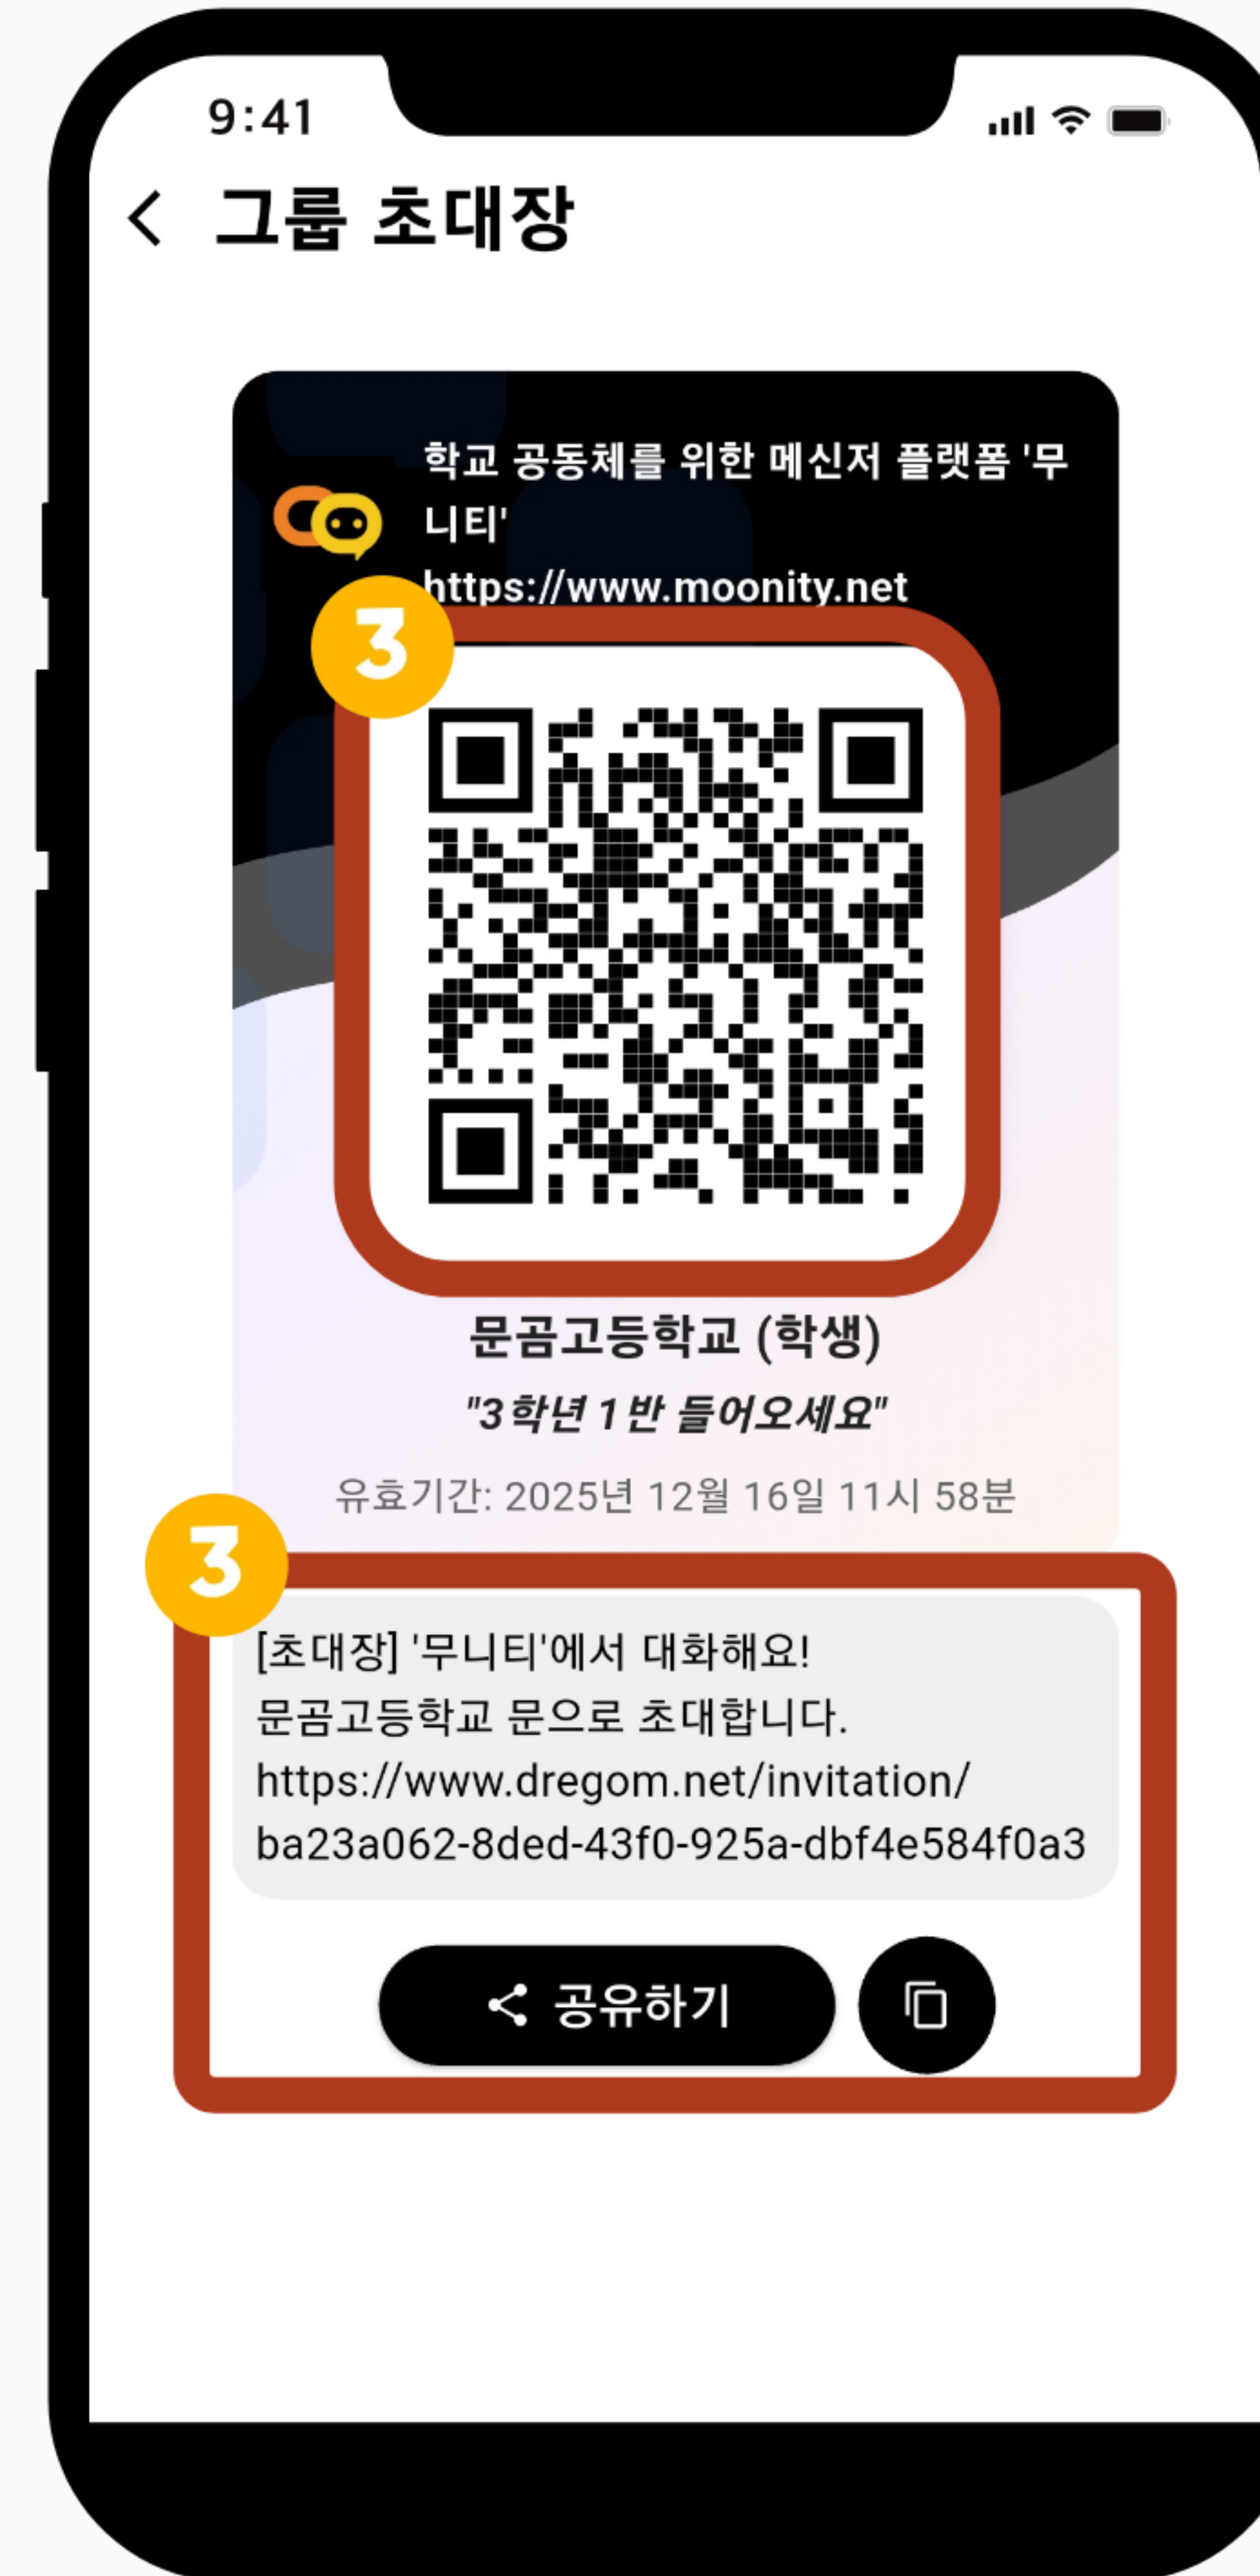 9:41
그룹 초대장
학교 공동체를 위한 메신저 플랫폼 '무
니티'
https://www.moonity.net
3
문곰고등학교 (학생)
"3학년 1반 들어오세요"
유효기간: 2025년 12월 16일 11시 58분
3
[초대장] '무니티'에서 대화해요!
문곰고등학교 문으로 초대합니다.
https://www.dregom.net/invitation/
ba23a062-8ded-43f0-925a-dbf4e584f0a3
공유하기